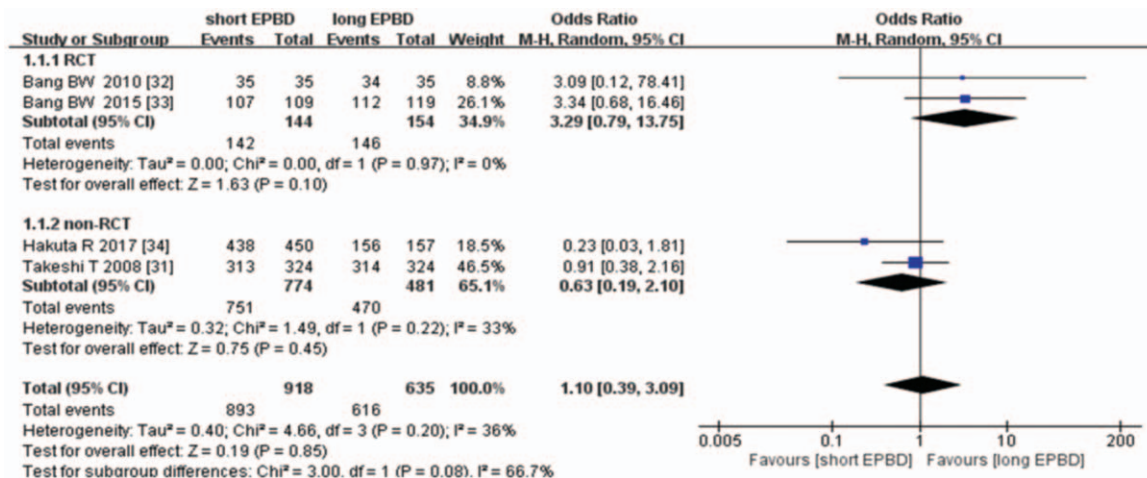 short EPBD long EPBD Odds Ratio Odds Ratio
Study or Subgroup Events Total Events Total Weight M-H, Random, 95% CI M-H, Random, 95% CI
1.1.1 RCT
Bang BW 2010 [32] 35 35 34 35 8.8% 3.09 [0.12, 78.41]
Bang BW 2015 [33] 107 109 112 119 26.1% 3.34 [0.68, 16.46]
Subtotal (95% CI) 144 154 34.9% 3.29 [0.79, 13.75]
Total events 142 146
Heterogeneity: Tau² = 0.00; Chi² = 0.00, df = 1 (P = 0.97); I² = 0%
Test for overall effect: Z = 1.63 (P = 0.10)
1.1.2 non-RCT
Hakuta R 2017 [34] 438 450 156 157 18.5% 0.23 [0.03, 1.81]
Takeshi T 2008 [31] 313 324 314 324 46.5% 0.91 [0.38, 2.16]
Subtotal (95% CI) 774 481 65.1% 0.63 [0.19, 2.10]
Total events 751 470
Heterogeneity: Tau² = 0.32; Chi² = 1.49, df = 1 (P = 0.22); I² = 33%
Test for overall effect: Z = 0.75 (P = 0.45)
Total (95% CI) 918 635 100.0% 1.10 [0.39, 3.09]
Total events 893 616
Heterogeneity: Tau² = 0.40; Chi² = 4.66, df = 3 (P = 0.20); I² = 36%
Test for overall effect: Z = 0.19 (P = 0.85)
Test for subgroup differences: Chi² = 3.00, df = 1 (P = 0.08), I² = 66.7%
0.005 0.1 1 10 200
Favours [short EPBD] Favours [long EPBD]